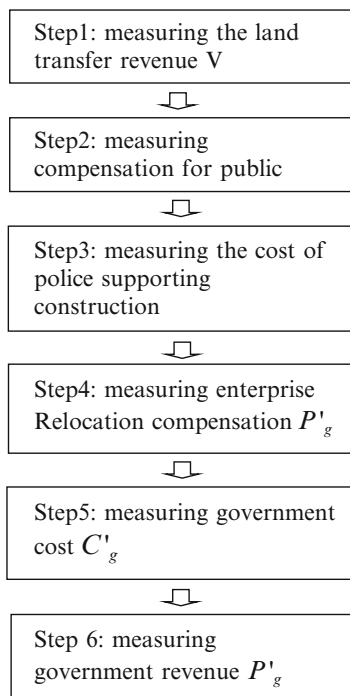 Step1: measuring the land
transfer revenue V
Step2: measuring
compensation for public
Step3: measuring the cost of
police supporting
construction
Step4: measuring enterprise
Relocation compensation P'g
Step5: measuring government
cost C'g
Step 6: measuring
government revenue P'g